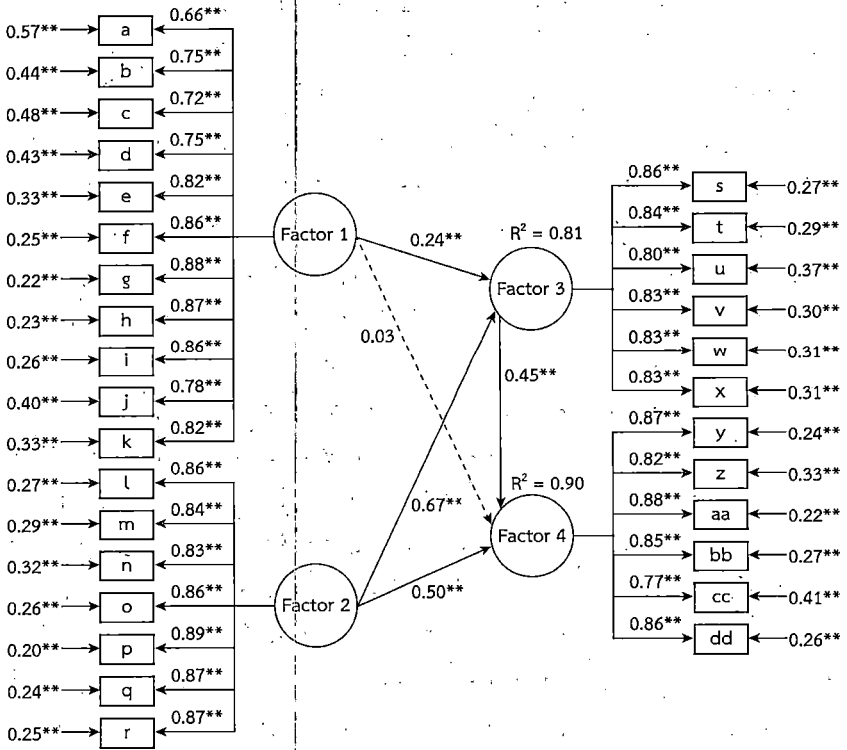 0.57** a 0.66**
0.44** b 0.75**
0.48** c 0.72**
0.43** d 0.75**
0.33** e 0.82**
0.25** f 0.86**
0.22** g 0.88**
0.23** h 0.87**
0.26** i 0.86**
0.40** j 0.78**
0.33** k 0.82**
0.27** l 0.86**
0.29** m 0.84**
0.32** n 0.83**
0.26** o 0.86**
0.20** p 0.89**
0.24** q 0.87**
0.25** r 0.87**
Factor 1
Factor 2
0.24**
0.03
0.67**
0.50**
R² = 0.81
Factor 3
0.45**
R² = 0.90
Factor 4
0.86** s 0.27**
0.84** t 0.29**
0.80** u 0.37**
0.83** v 0.30**
0.83** w 0.31**
0.83** x 0.31**
0.87** y 0.24**
0.82** z 0.33**
0.88** aa 0.22**
0.85** bb 0.27**
0.77** cc 0.41**
0.86** dd 0.26**